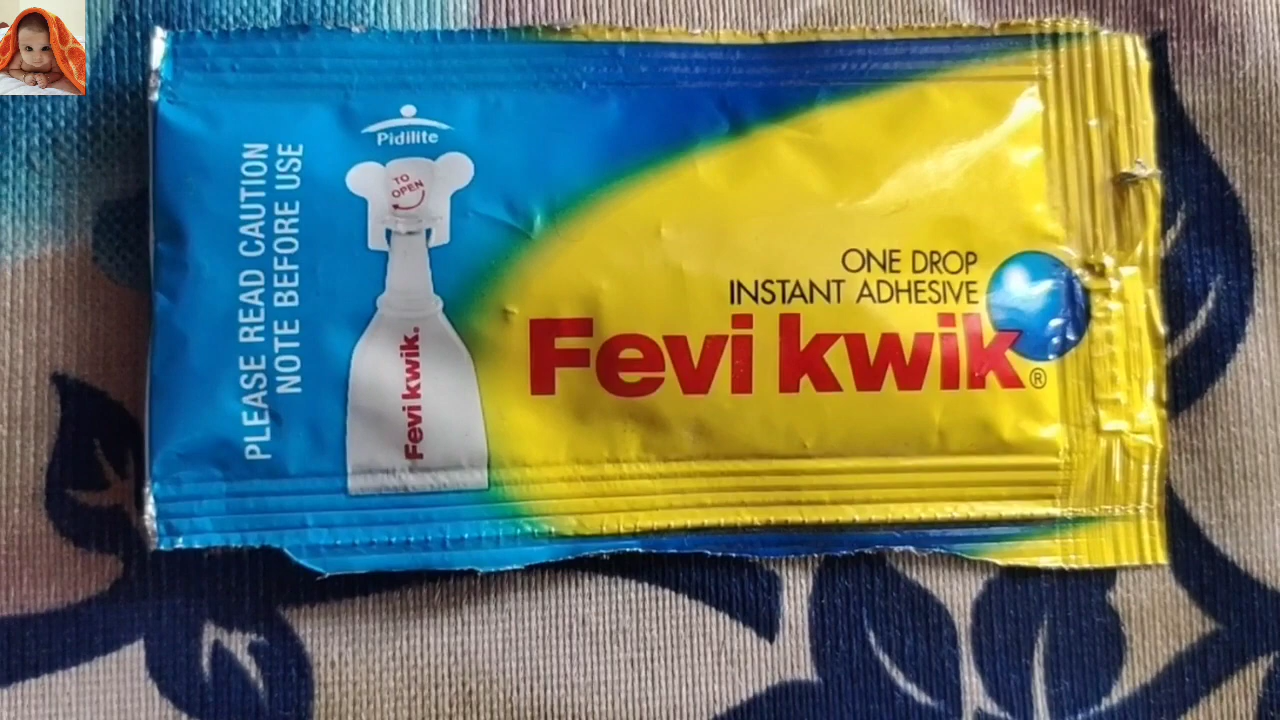 PLEASE READ CAUTION
NOTE BEFORE USE
Pidilite
TO
OPEN
Fevi kwik®
ONE DROP
INSTANT ADHESIVE
Fevi kwik®